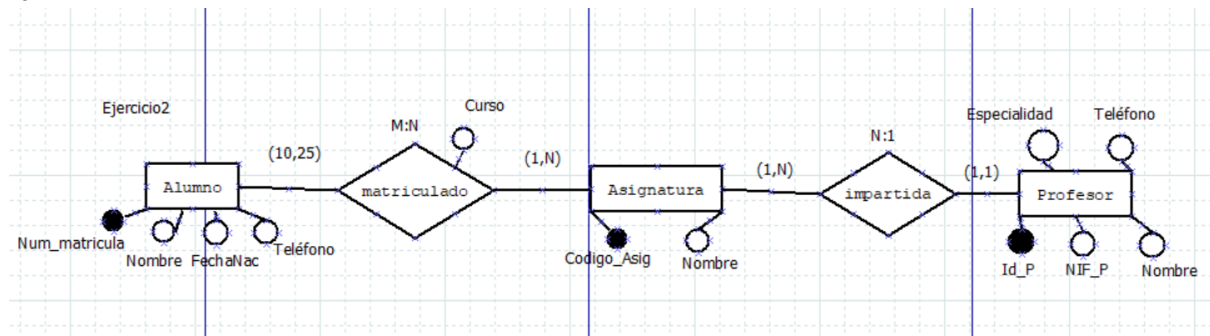 Ejercicio2
Curso
M:N
(10,25)
(1,N)
Alumno
matriculado
Asignatura
Num_matricula
Nombre
FechaNac
Teléfono
Codigo_Asig
Nombre
(1,N)
N:1
(1,1)
impartida
Especialidad
Teléfono
Profesor
Id_P
NIF_P
Nombre